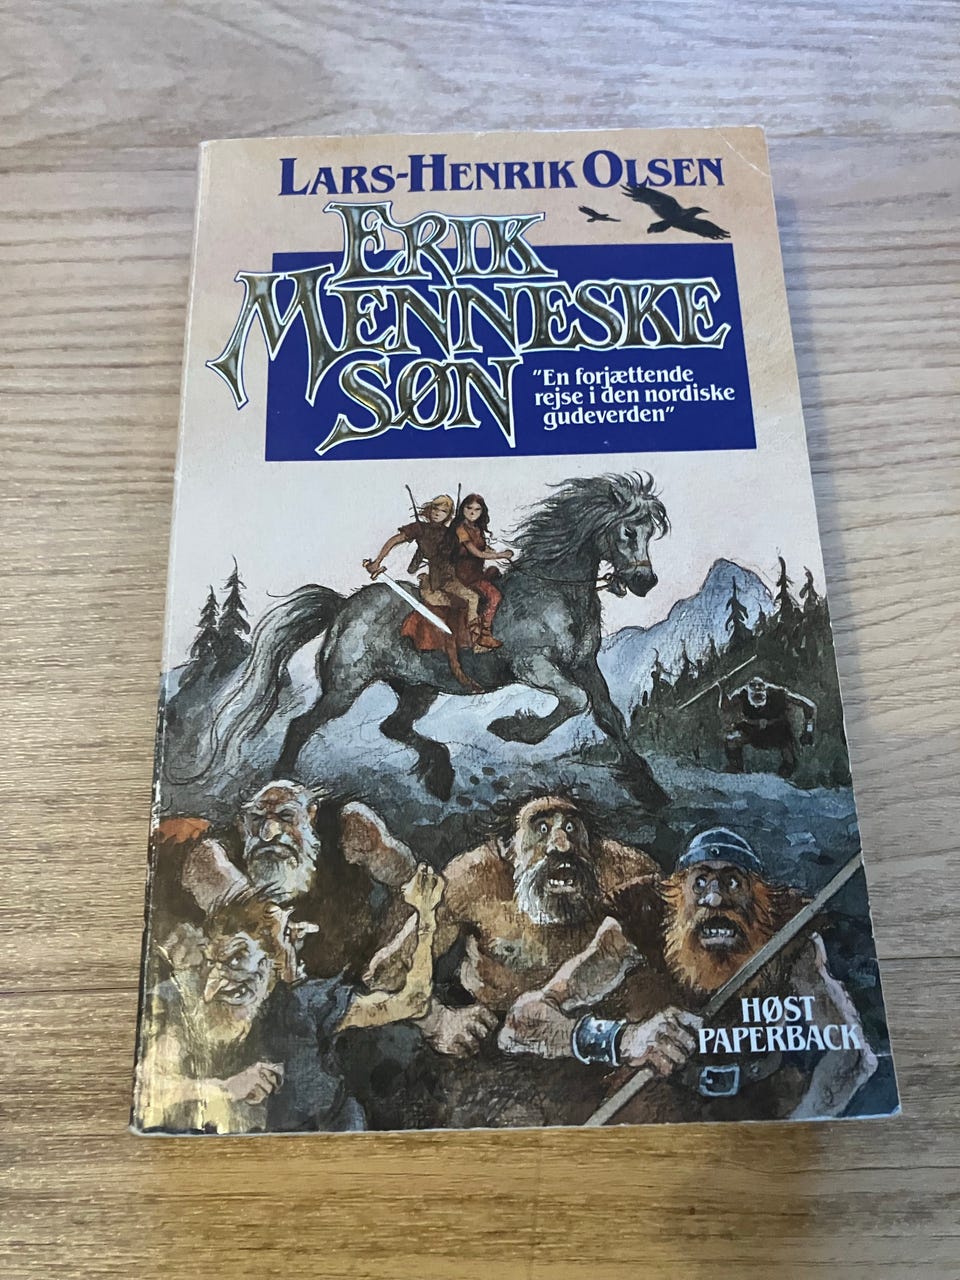 LARS-HENRIK OLSEN
ERIK
MENNESKE
SØN
"En forjættende
rejse i den nordiske
gudeverden"
HØST
PAPERBACK